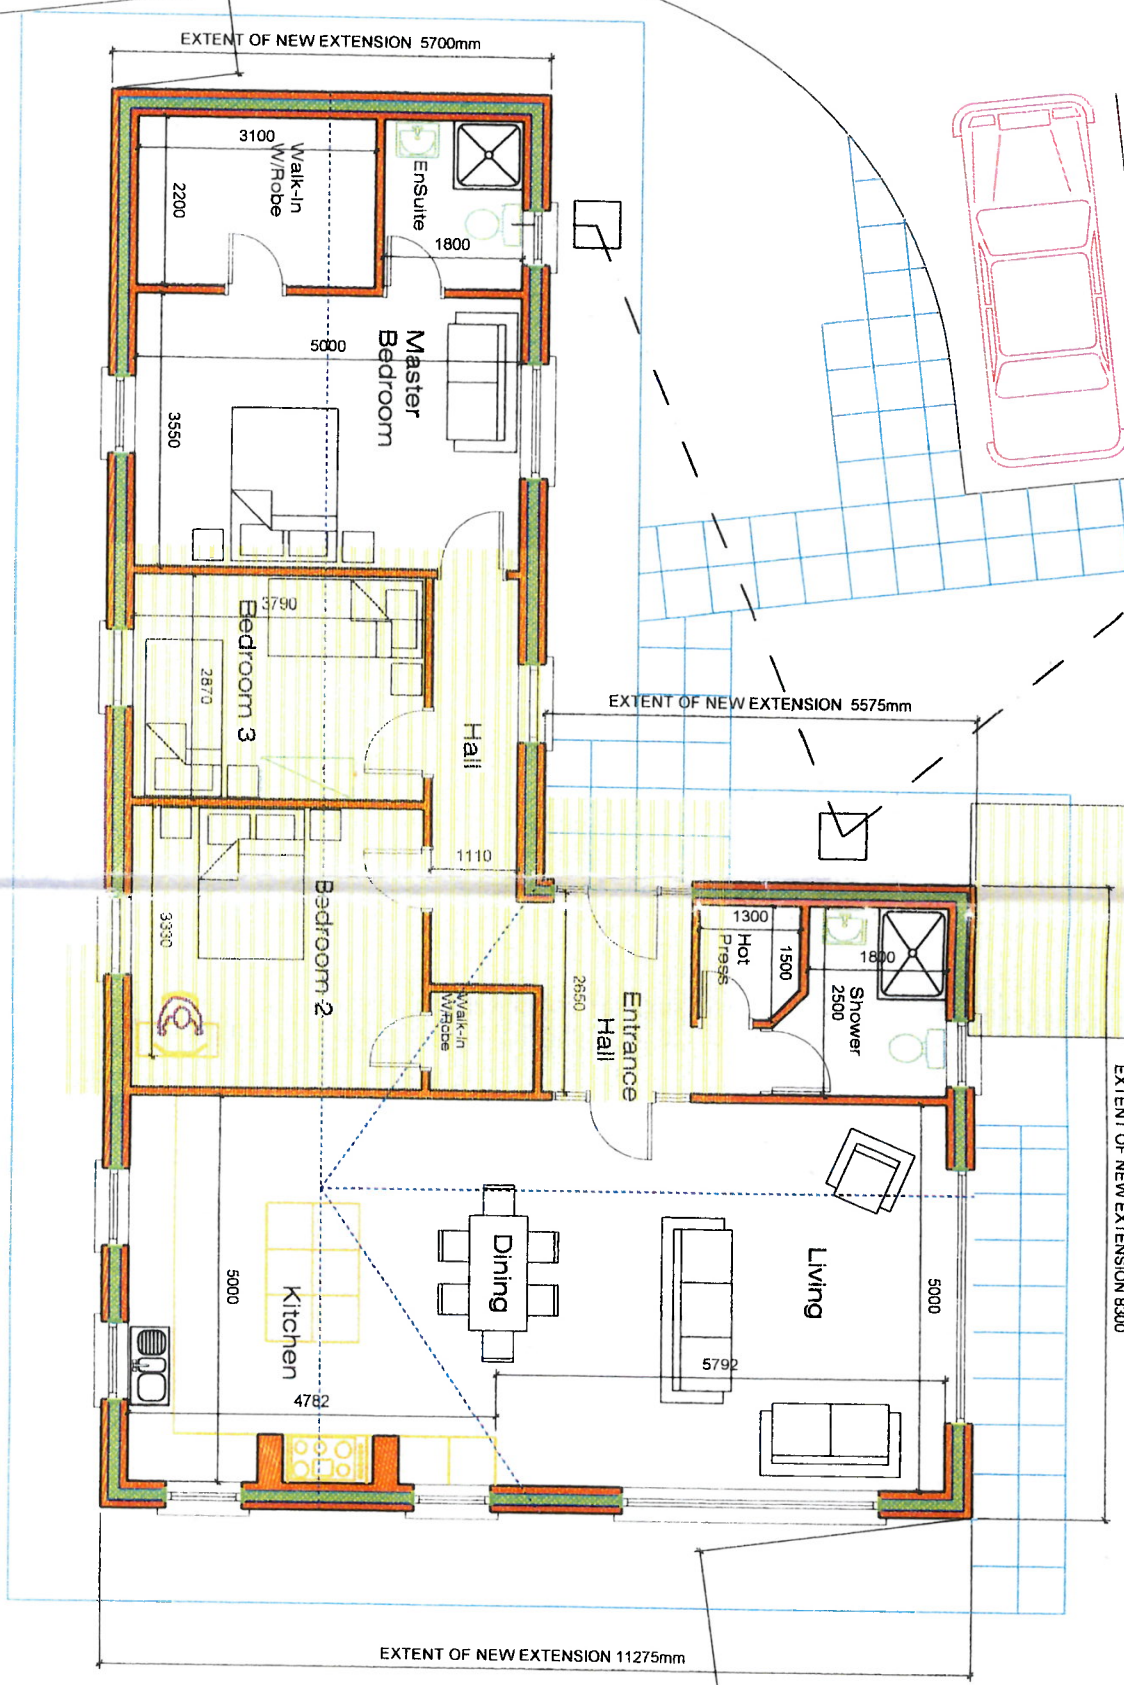 EXTENT OF NEW EXTENSION 5700mm
3100
Walk-In
W/Robe
2200
EnSuite
1800
5000
Master
Bedroom
3550
3790
Bedroom 3
2870
Hall
EXTENT OF NEW EXTENSION 5575mm
1110
Bedroom 2
3330
Walk-In
W/Robe
2650
Entrance
Hall
1300
Hot
Press
1500
1800
Shower
2500
EXTENT OF NEW EXTENSION 8300
5000
Kitchen
4782
Dining
Living
5000
5792
EXTENT OF NEW EXTENSION 11275mm